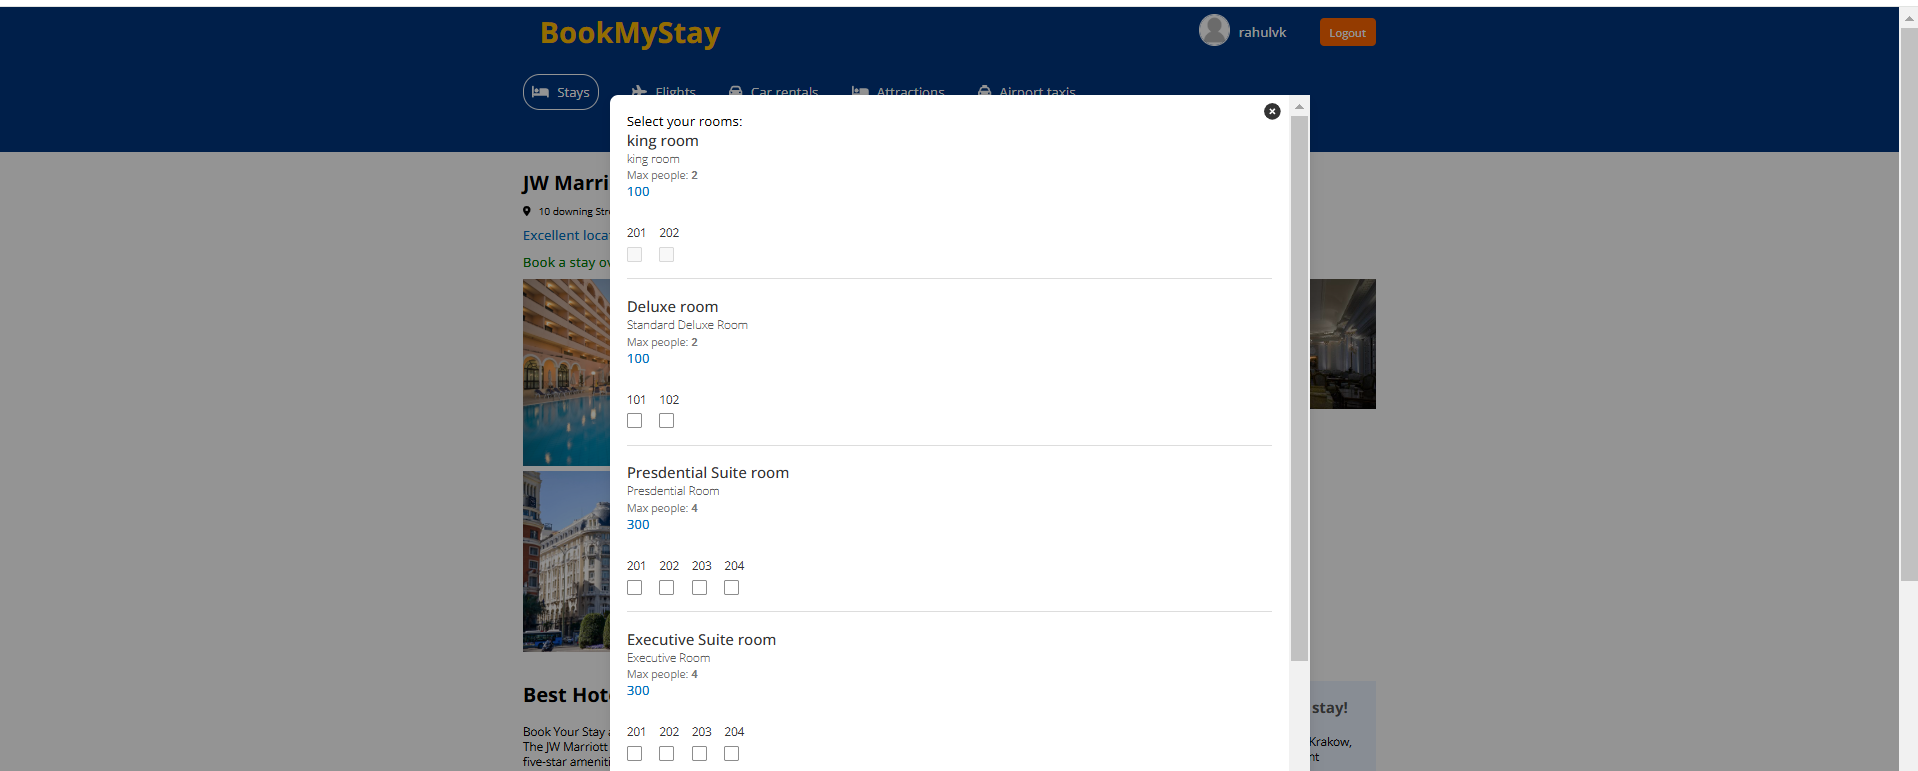 BookMyStay
rahulvk
Logout
Stays
Flights
Car rentals
Attractions
Airport taxis
Select your rooms:
king room
king room
Max people: 2
100
201 202
Deluxe room
Standard Deluxe Room
Max people: 2
100
101 102
Presdential Suite room
Presdential Room
Max people: 4
300
201 202 203 204
Executive Suite room
Executive Room
Max people: 4
300
201 202 203 204
JW Marri
10 downing Str
Excellent loca
Book a stay ov
Best Hot
Book Your Stay
The JW Marriott
five-star ameniti
stay!
Krakow,